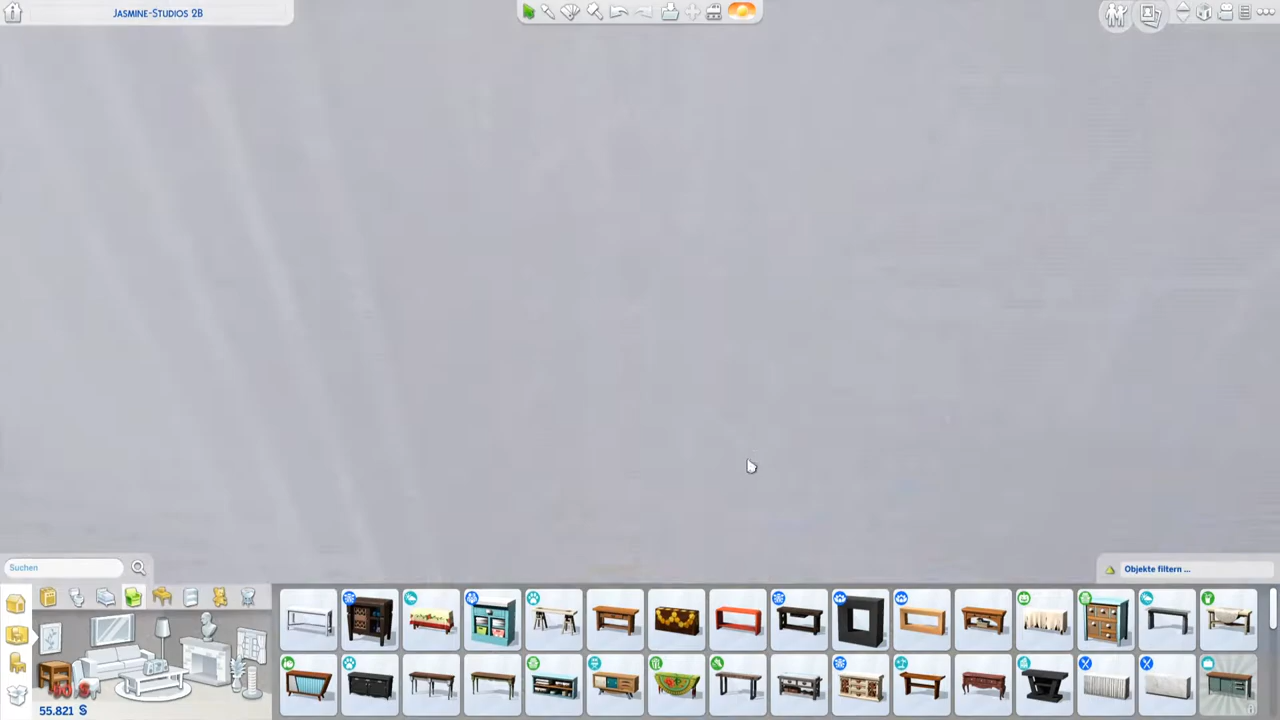 Jasmine-Studios 2B
Suchen
Objekte filtern ...
55.821 $